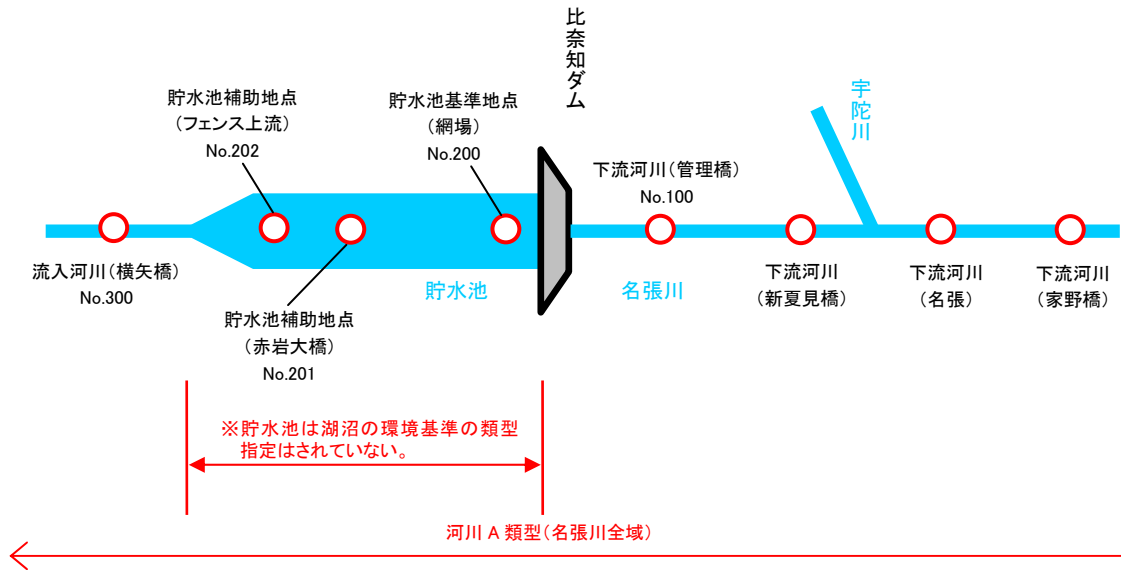 比奈知ダム
宇陀川
貯水池補助地点
(フェンス上流)
No.202
貯水池基準地点
(網場)
No.200
下流河川(管理橋)
No.100
流入河川(横矢橋)
No.300
貯水池補助地点
(赤岩大橋)
No.201
貯水池
名張川
下流河川
(新夏見橋)
下流河川
(名張)
下流河川
(家野橋)
※貯水池は湖沼の環境基準の類型
指定はされていない。
河川 A 類型(名張川全域)